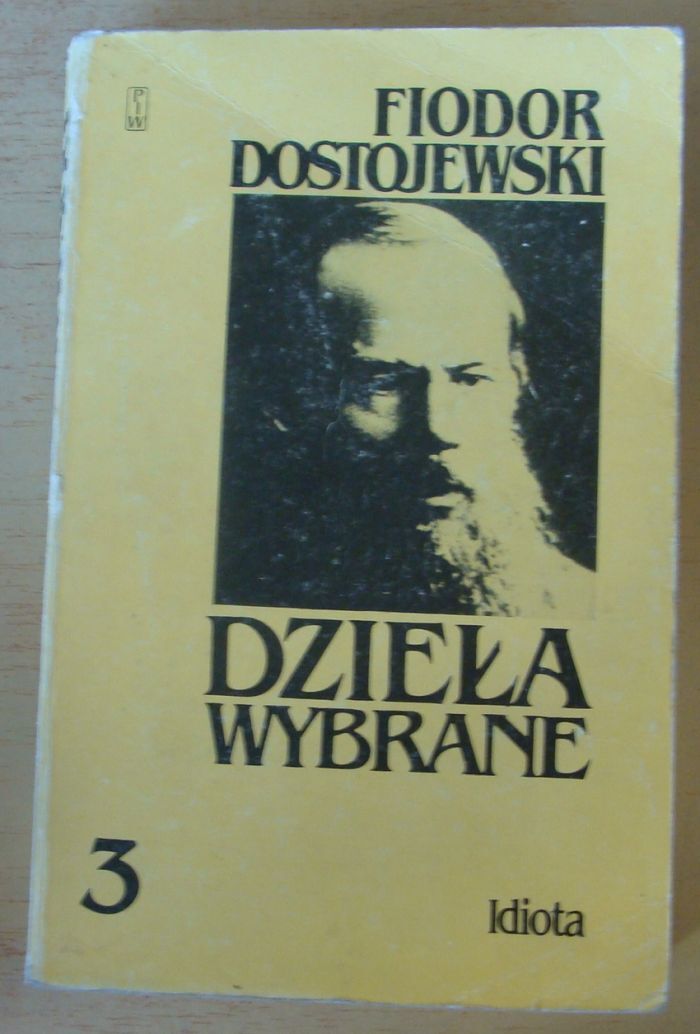 PIW
FIODOR
DOSTOJEWSKI
DZIEŁA
WYBRANE
3
Idiota